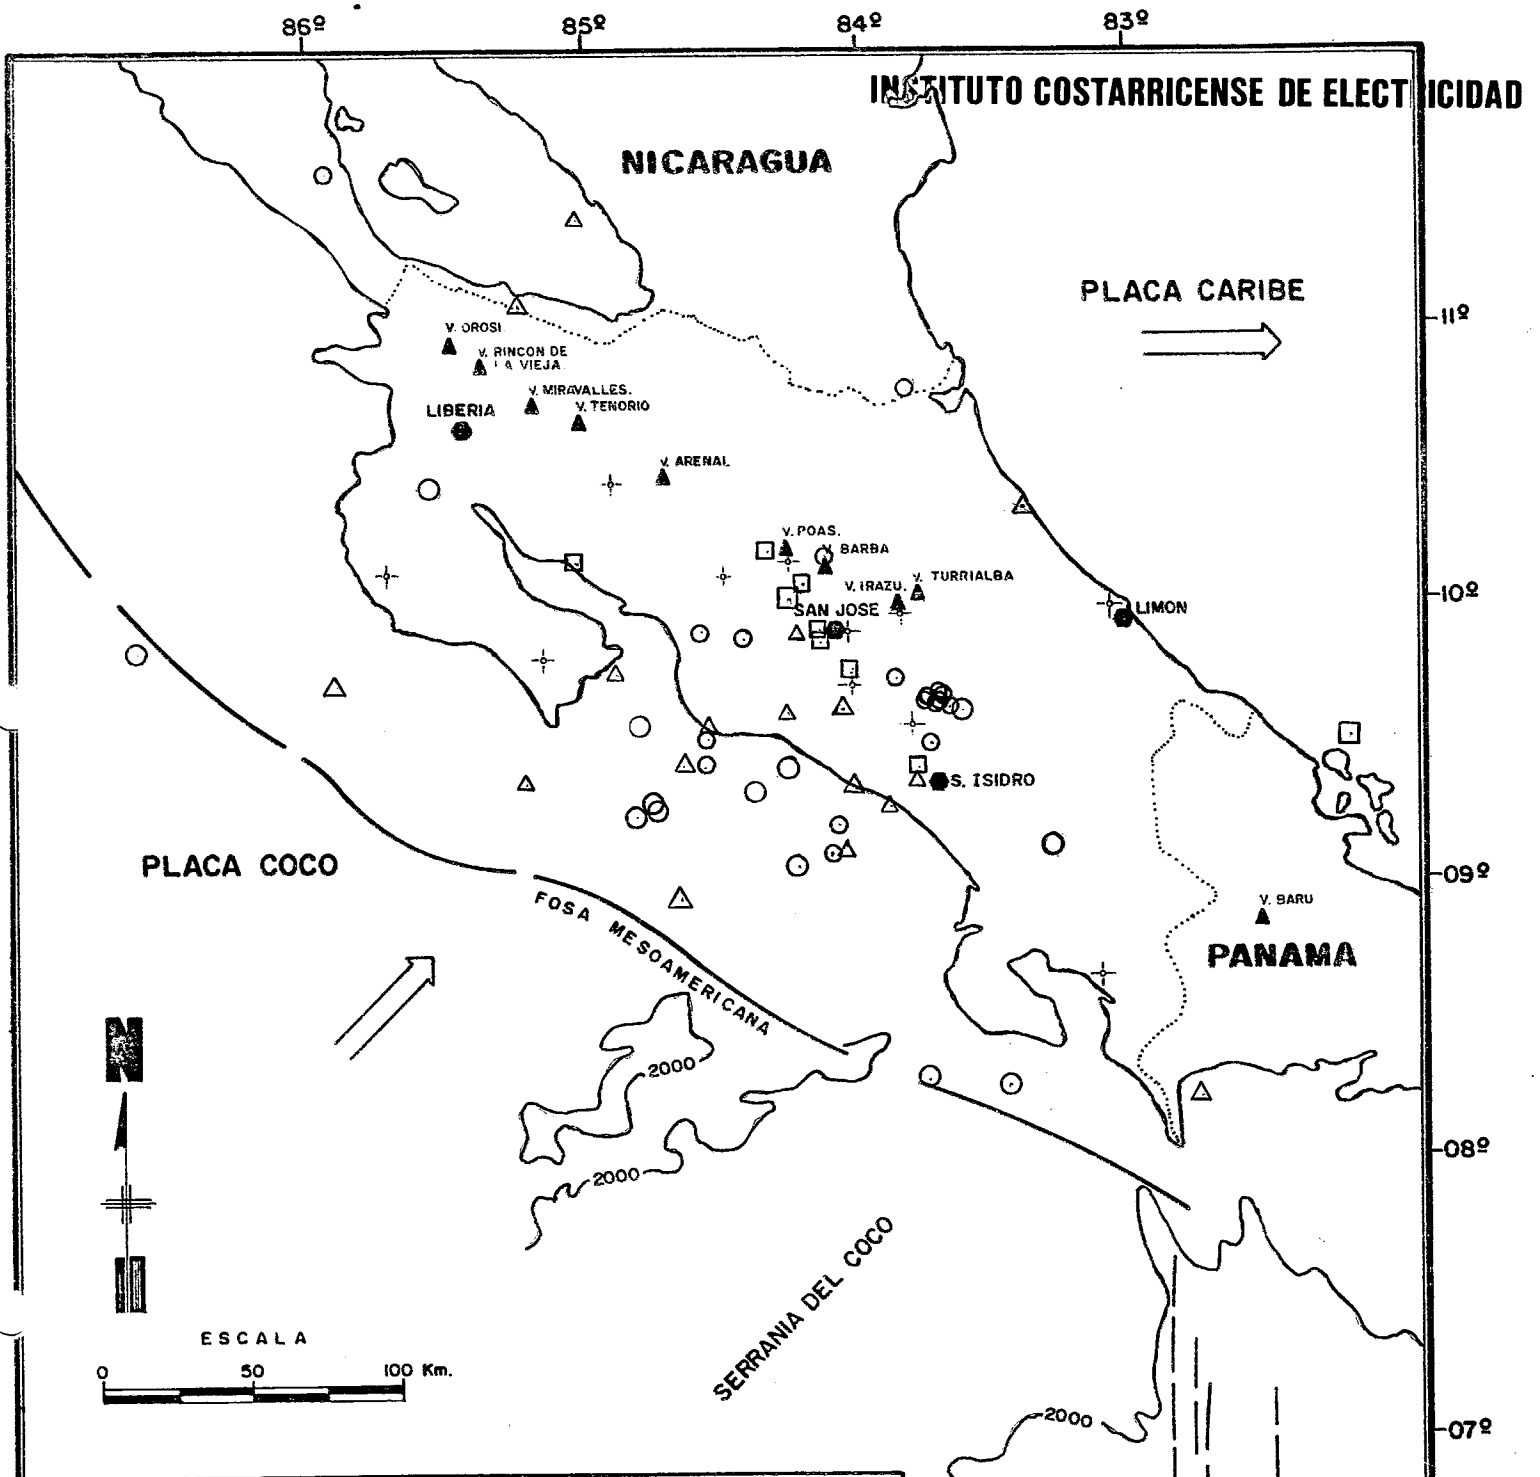 86º 85º 84º 83º
INSTITUTO COSTARRICENSE DE ELECTRICIDAD
NICARAGUA
PLACA CARIBE
11º
V. OROSI
V. RINCON DE
LA VIEJA
V. MIRAVALLES.
V. TENORIO
LIBERIA
V. ARENAL
V. POAS.
V. BARBA
V. IRAZU.
V. TURRIALBA
10º
SAN JOSE
LIMON
S. ISIDRO
PLACA COCO
09º
FOSA MESOAMERICANA
V. BARU
PANAMA
N
2000
08º
2000
SERRANIA DEL COCO
ESCALA
0 50 100 Km.
2000
07º